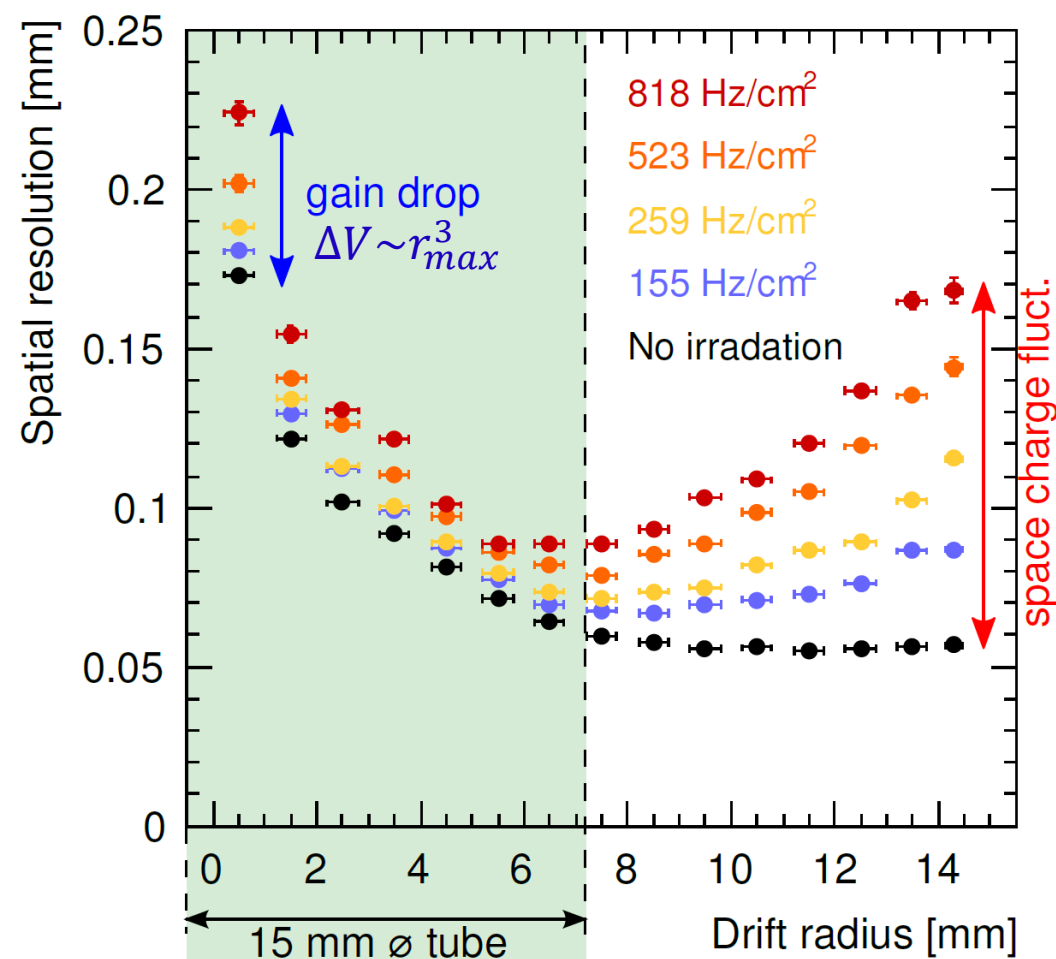 Spatial resolution [mm]
0.25
0.2
0.15
0.1
0.05
0
818 Hz/cm²
523 Hz/cm²
259 Hz/cm²
155 Hz/cm²
No irradation
gain drop
ΔV~r³max
space charge fluct.
0 2 4 6 8 10 12 14
15 mm ø tube
Drift radius [mm]